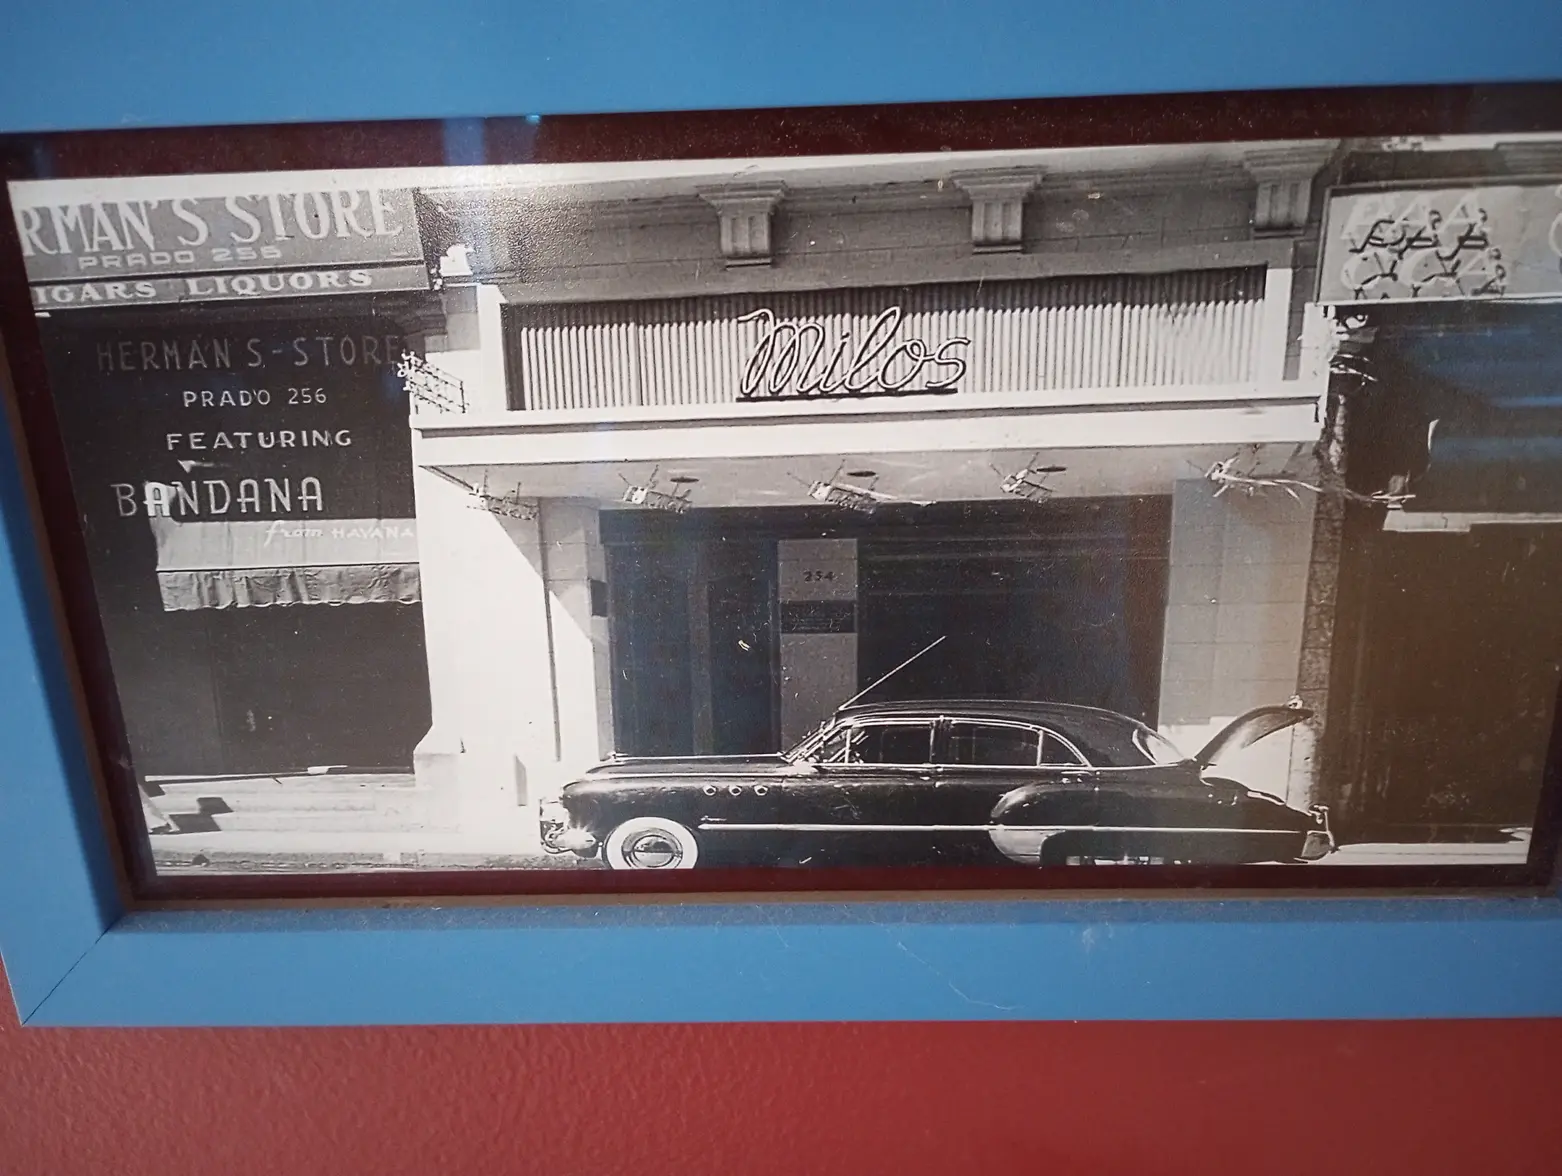 RMAN'S STORE
PRADO 256
IGARS LIQUORS
HERMAN'S-STORE
PRADO 256
FEATURING
BANDANA
from HAVANA
Milos
254